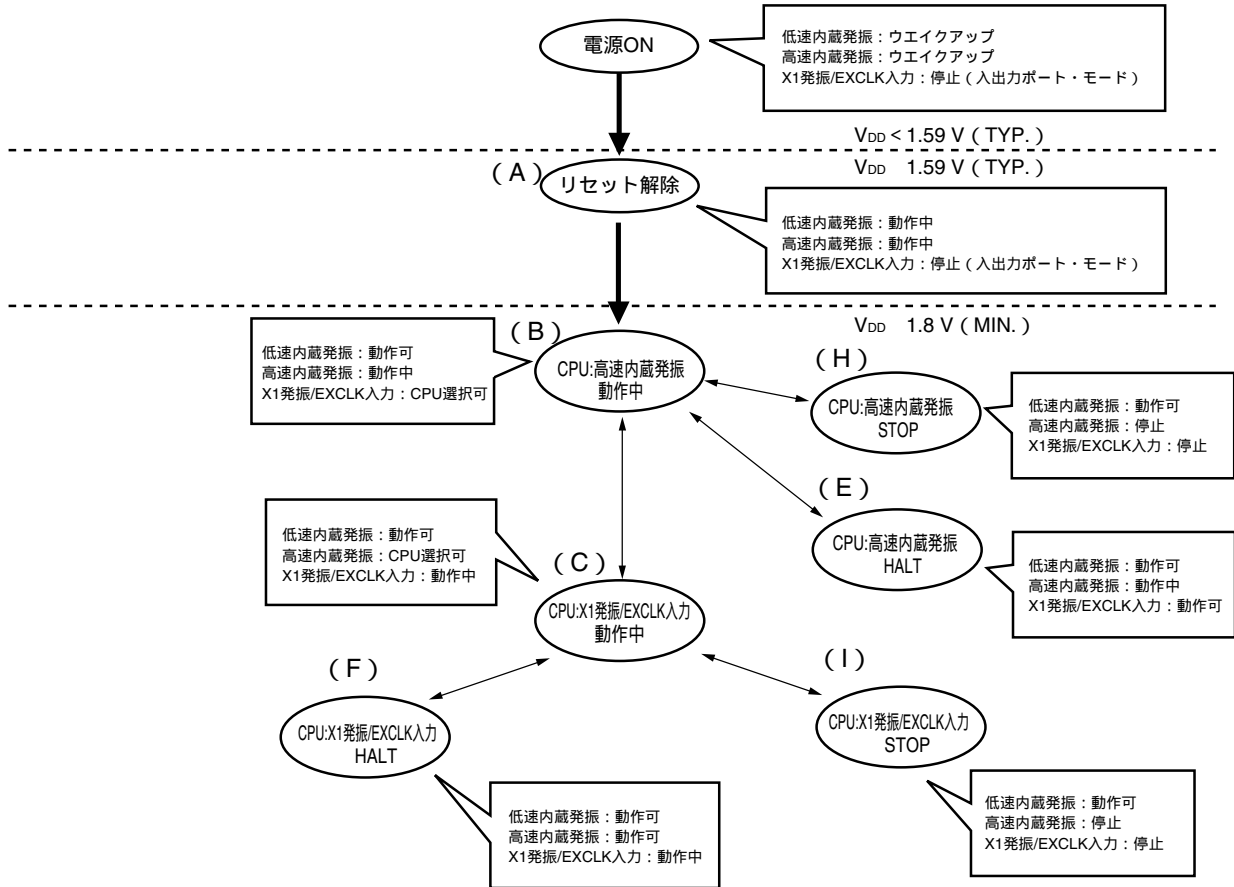 電源ON
低速内蔵発振：ウエイクアップ
高速内蔵発振：ウエイクアップ
X1発振/EXCLK入力：停止（入出力ポート・モード）
VDD＜1.59 V（TYP.）
VDD 1.59 V（TYP.）
（A）
リセット解除
低速内蔵発振：動作中
高速内蔵発振：動作中
X1発振/EXCLK入力：停止（入出力ポート・モード）
VDD 1.8 V（MIN.）
（B）
CPU:高速内蔵発振
動作中
低速内蔵発振：動作可
高速内蔵発振：動作中
X1発振/EXCLK入力：CPU選択可
（H）
CPU:高速内蔵発振
STOP
低速内蔵発振：動作可
高速内蔵発振：停止
X1発振/EXCLK入力：停止
（E）
CPU:高速内蔵発振
HALT
低速内蔵発振：動作可
高速内蔵発振：動作中
X1発振/EXCLK入力：動作可
低速内蔵発振：動作可
高速内蔵発振：CPU選択可
X1発振/EXCLK入力：動作中
（C）
CPU:X1発振/EXCLK入力
動作中
（F）
CPU:X1発振/EXCLK入力
HALT
低速内蔵発振：動作可
高速内蔵発振：動作可
X1発振/EXCLK入力：動作中
（I）
CPU:X1発振/EXCLK入力
STOP
低速内蔵発振：動作可
高速内蔵発振：停止
X1発振/EXCLK入力：停止